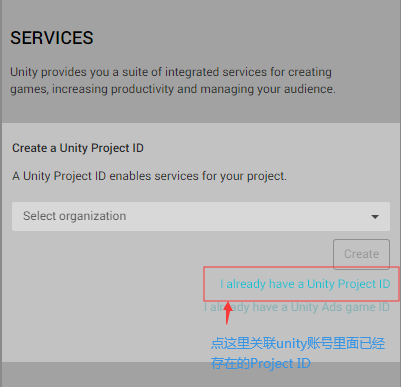 SERVICES
Unity provides you a suite of integrated services for creating
games, increasing productivity and managing your audience.
Create a Unity Project ID
A Unity Project ID enables services for your project.
Select organization
Create
I already have a Unity Project ID
I already have a Unity Ads game ID
点这里关联unity账号里面已经
存在的Project ID